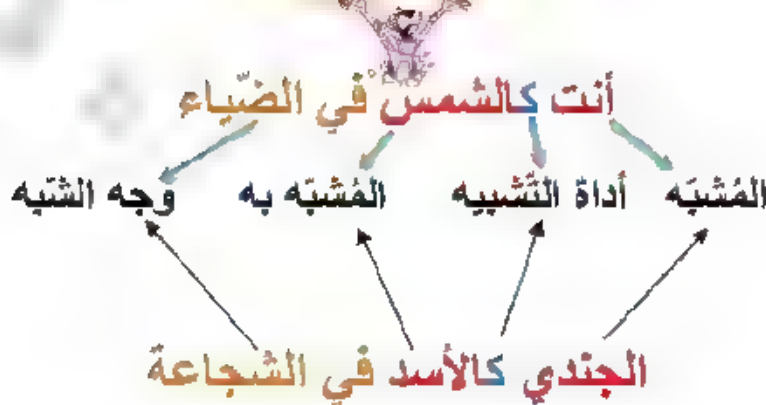 أنت كالشمس في الضّياء
المُشبّه أداة التّشبيه المُشبّه به وجه الشّبه
الجندي كالأسد في الشجاعة